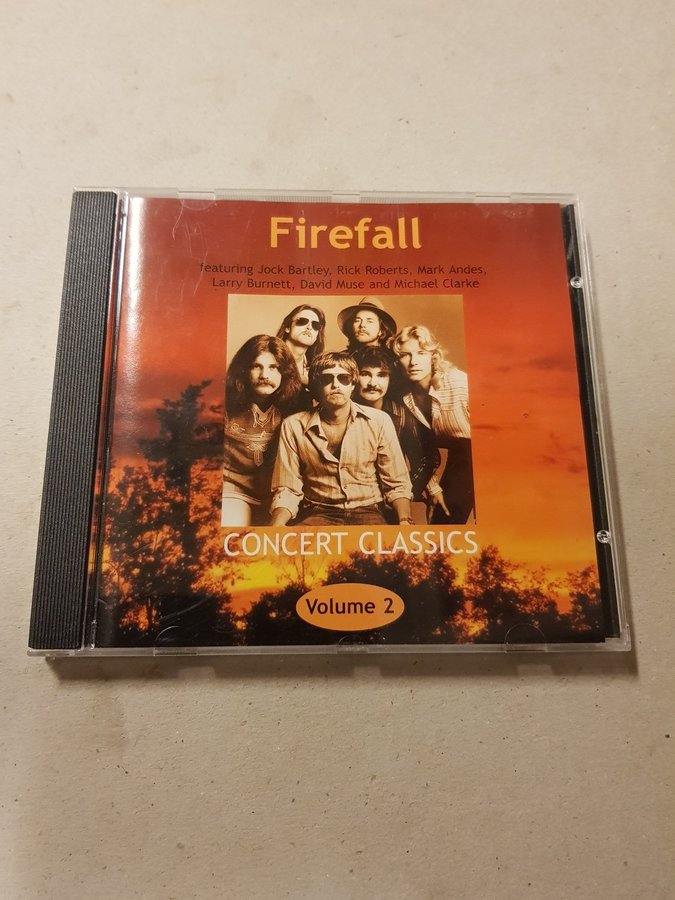 Firefall
featuring Jock Bartley, Rick Roberts, Mark Andes,
Larry Burnett, David Muse and Michael Clarke
CONCERT CLASSICS
Volume 2